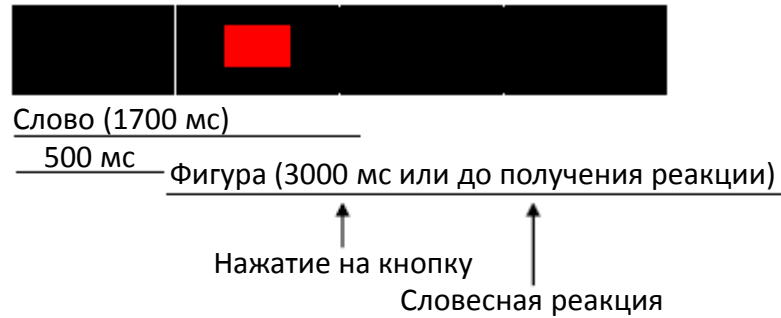 Слово (1700 мс)
500 мс
Фигура (3000 мс или до получения реакции)
Нажатие на кнопку
Словесная реакция